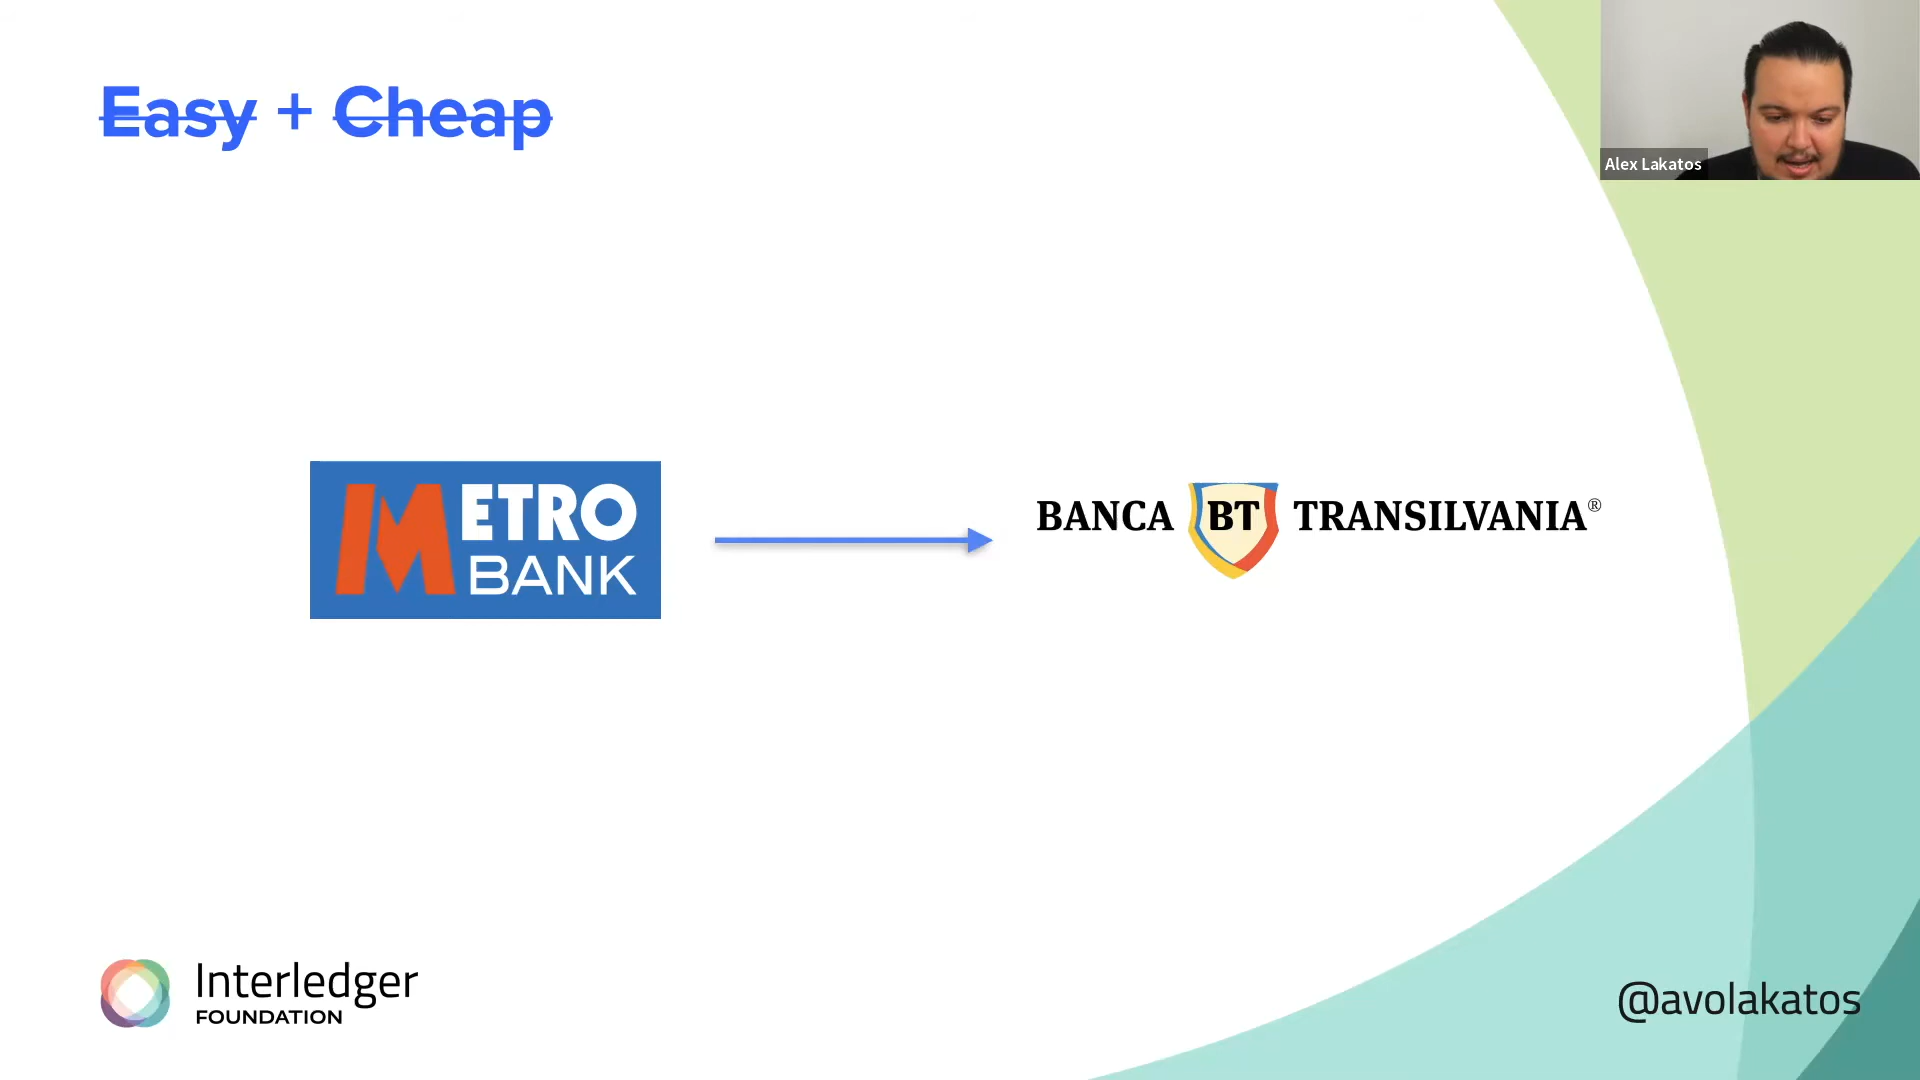 Easy + Cheap
Alex Lakatos
METRO
BANK
BANCA BT TRANSILVANIA®
Interledger
FOUNDATION
@avolakatos